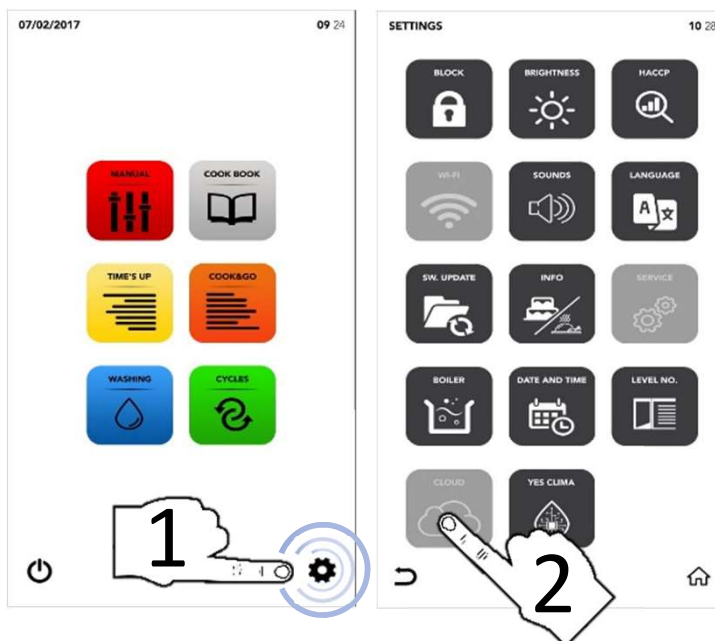 07/02/2017 09 24
MANUAL COOK BOOK
TIME'S UP COOK&GO
WASHING CYCLES
1
SETTINGS 10 28
BLOCK BRIGHTNESS HACCP
WI-FI SOUNDS LANGUAGE
A 文
SW. UPDATE INFO SERVICE
BOILER DATE AND TIME LEVEL NO.
CLOUD YES CLIMA
2